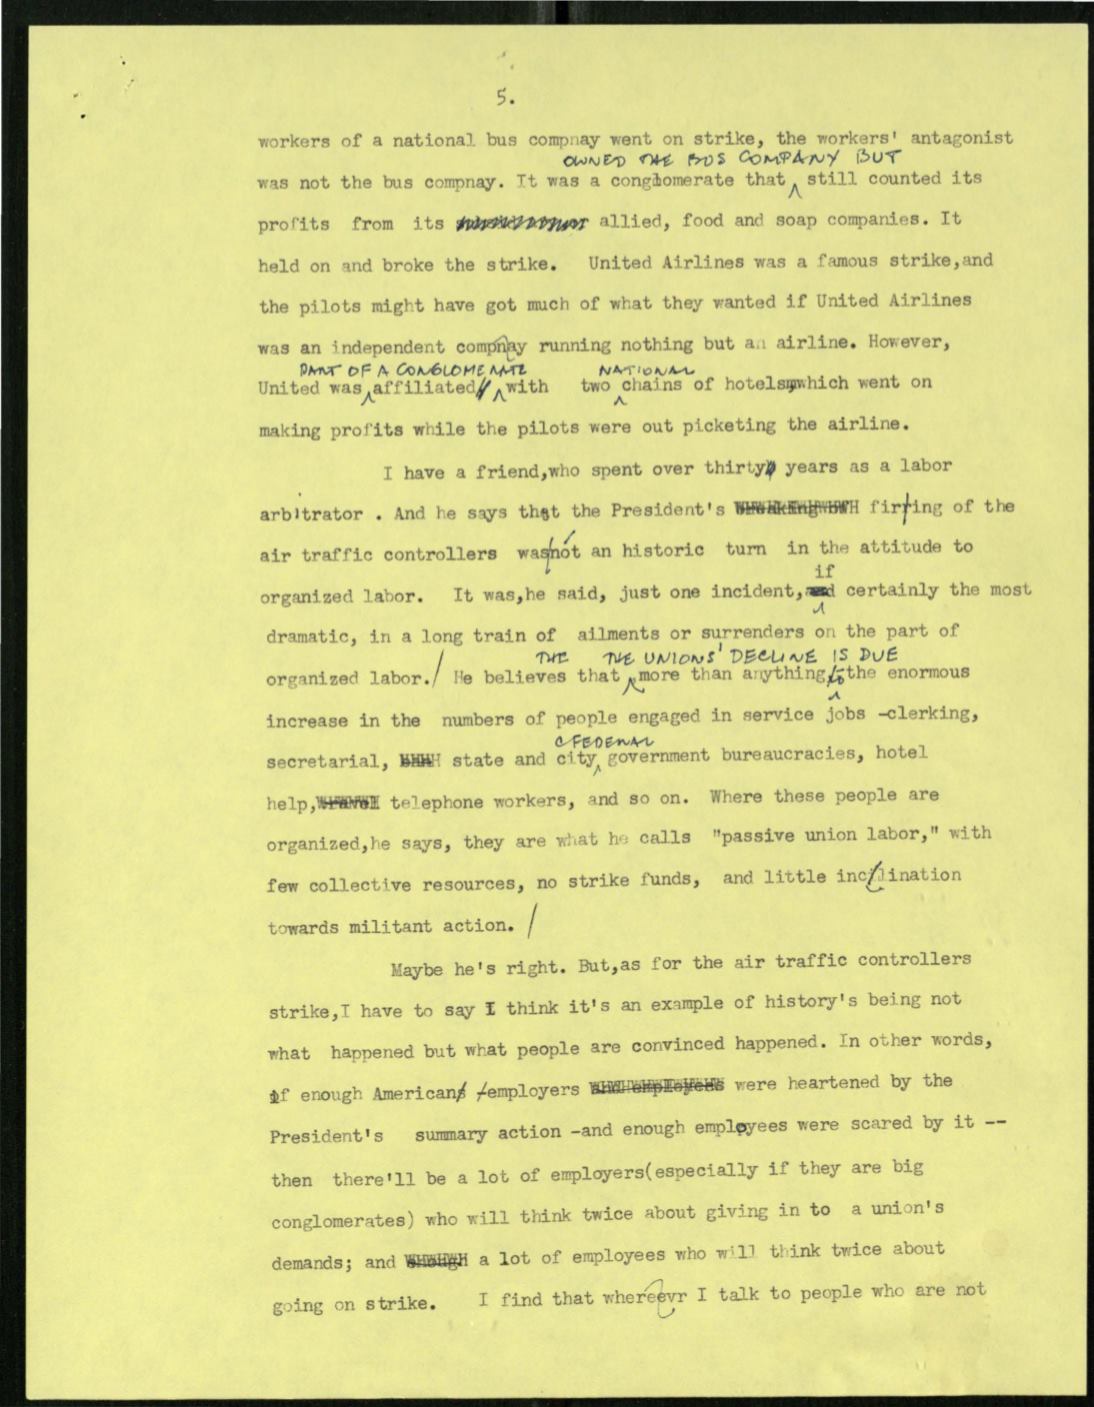 5.
workers of a national bus compnay went on strike, the workers' antagonist
OWNED THE BUS COMPANY BUT
was not the bus compnay. It was a conglomerate that still counted its
profits from its allied, food and soap companies. It
held on and broke the strike. United Airlines was a famous strike,and
the pilots might have got much of what they wanted if United Airlines
was an independent compnay running nothing but an airline. However,
PART OF A CONGLOMERATE NATIONAL
United was affiliated with two chains of hotels, which went on
making profits while the pilots were out picketing the airline.
I have a friend,who spent over thirty years as a labor
arbitrator . And he says that the President's firing of the
air traffic controllers was not an historic turn in the attitude to
if
organized labor. It was,he said, just one incident, certainly the most
dramatic, in a long train of ailments or surrenders on the part of
THE THE UNIONS' DECLINE IS DUE
organized labor./ He believes that more than anything to the enormous
increase in the numbers of people engaged in service jobs -clerking,
& FEDERAL
secretarial, state and city government bureaucracies, hotel
help, telephone workers, and so on. Where these people are
organized,he says, they are what he calls "passive union labor," with
few collective resources, no strike funds, and little inclination
towards militant action. /
Maybe he's right. But,as for the air traffic controllers
strike,I have to say I think it's an example of history's being not
what happened but what people are convinced happened. In other words,
if enough American employers were heartened by the
President's summary action -and enough employees were scared by it --
then there'll be a lot of employers(especially if they are big
conglomerates) who will think twice about giving in to a union's
demands; and a lot of employees who will think twice about
going on strike. I find that whereevr I talk to people who are not